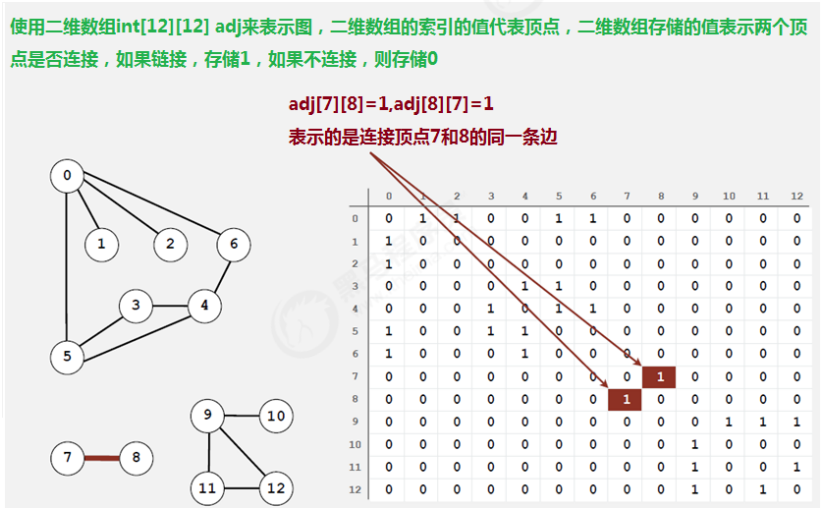 使用二维数组int[12][12] adj来表示图，二维数组的索引的值代表顶点，二维数组存储的值表示两个顶
点是否连接，如果链接，存储1，如果不连接，则存储0
adj[7][8]=1,adj[8][7]=1
表示的是连接顶点7和8的同一条边
0
1 2 6
3 4
5
7 8
9 10
11 12
0 1 2 3 4 5 6 7 8 9 10 11 12
0 0 1 1 0 0 1 1 0 0 0 0 0 0
1 1 0 0 0 0 0 0 0 0 0 0 0 0
2 1 0 0 0 0 0 0 0 0 0 0 0 0
3 0 0 0 0 1 1 0 0 0 0 0 0 0
4 0 0 0 1 0 1 1 0 0 0 0 0 0
5 1 0 0 1 1 0 0 0 0 0 0 0 0
6 1 0 0 0 1 0 0 0 0 0 0 0 0
7 0 0 0 0 0 0 0 0 1 0 0 0 0
8 0 0 0 0 0 0 0 1 0 0 0 0 0
9 0 0 0 0 0 0 0 0 0 0 1 1 1
10 0 0 0 0 0 0 0 0 0 1 0 0 0
11 0 0 0 0 0 0 0 0 0 1 0 0 1
12 0 0 0 0 0 0 0 0 0 1 0 1 0